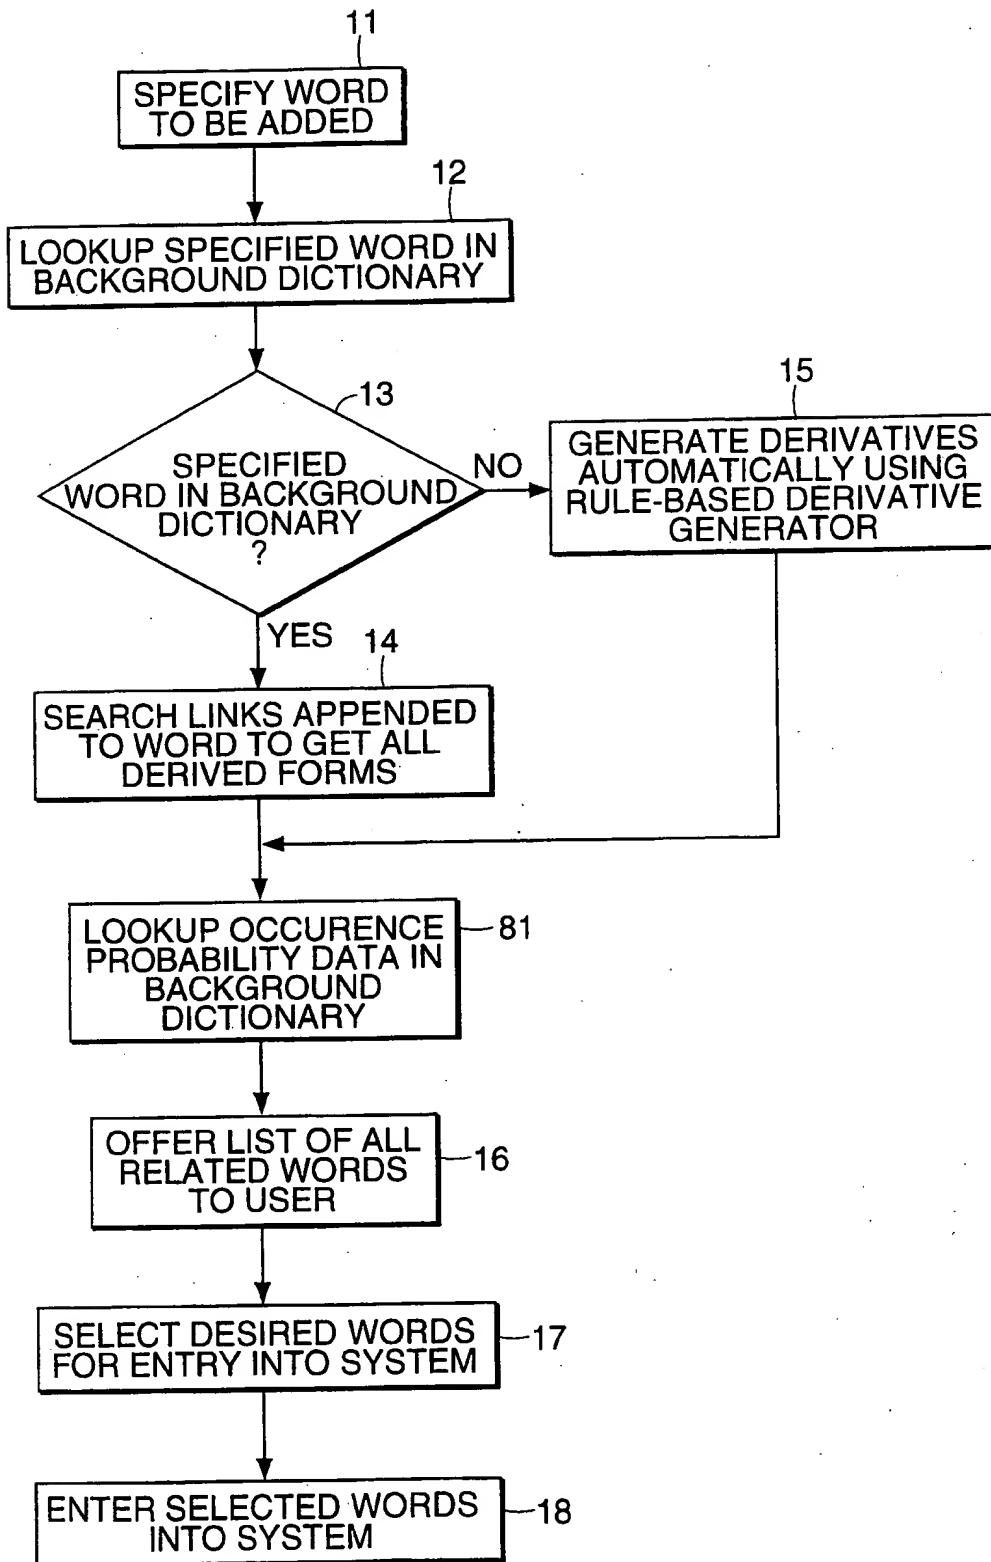 11
SPECIFY WORD
TO BE ADDED
12
LOOKUP SPECIFIED WORD IN
BACKGROUND DICTIONARY
13
SPECIFIED
WORD IN BACKGROUND
DICTIONARY
?
NO
15
GENERATE DERIVATIVES
AUTOMATICALLY USING
RULE-BASED DERIVATIVE
GENERATOR
YES
14
SEARCH LINKS APPENDED
TO WORD TO GET ALL
DERIVED FORMS
LOOKUP OCCURENCE
PROBABILITY DATA IN
BACKGROUND
DICTIONARY
81
OFFER LIST OF ALL
RELATED WORDS
TO USER
16
SELECT DESIRED WORDS
FOR ENTRY INTO SYSTEM
17
ENTER SELECTED WORDS
INTO SYSTEM
18